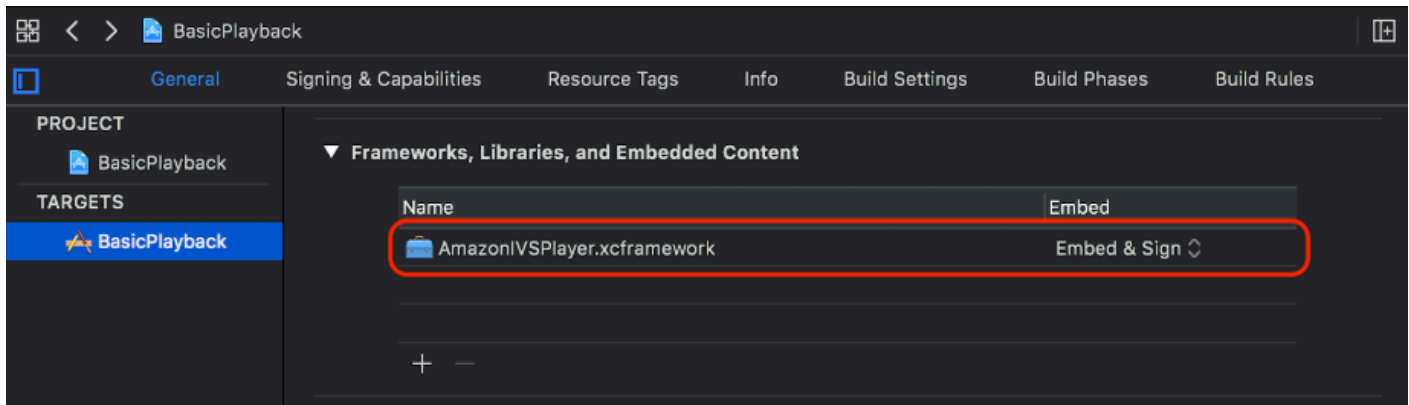 BasicPlayback
General Signing & Capabilities Resource Tags Info Build Settings Build Phases Build Rules
PROJECT
BasicPlayback
TARGETS
BasicPlayback
Frameworks, Libraries, and Embedded Content
Name Embed
AmazonIVSPlayer.xcframework Embed & Sign